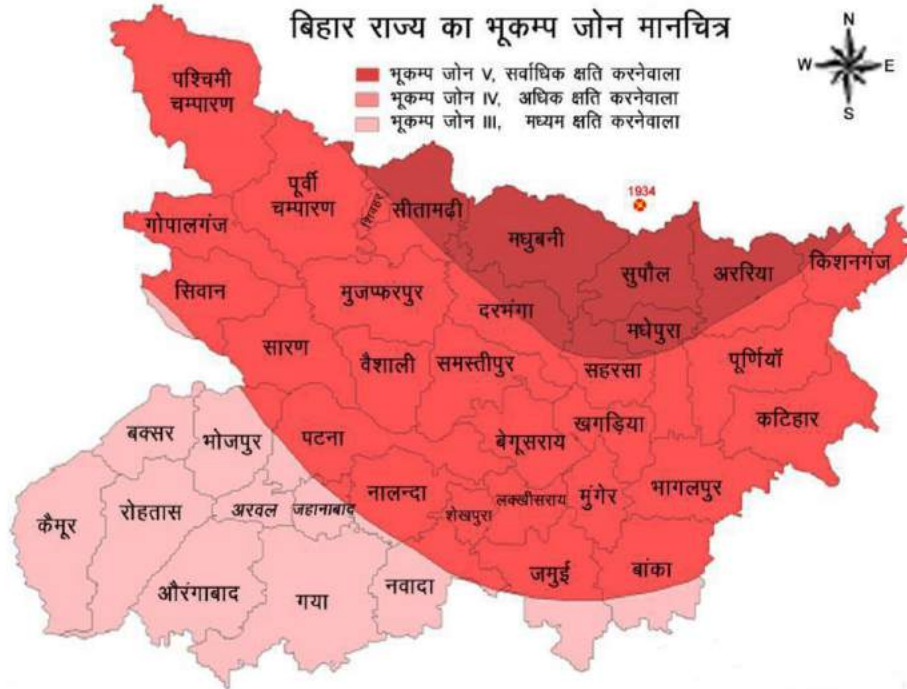 बिहार राज्य का भूकम्प जोन मानचित्र
N
W E
S
भूकम्प जोन V, सर्वाधिक क्षति करनेवाला
भूकम्प जोन IV, अधिक क्षति करनेवाला
भूकम्प जोन III, मध्यम क्षति करनेवाला
पश्चिमी
चम्पारण
पूर्वी
चम्पारण
शिवहर
सीतामढ़ी
1934
गोपालगंज
मधुबनी
सुपौल
अररिया
किशनगंज
सिवान
मुजफ्फरपुर
दरभंगा
मधेपुरा
सारण
वैशाली
समस्तीपुर
सहरसा
पूर्णियाँ
बक्सर
भोजपुर
पटना
बेगूसराय
खगड़िया
कटिहार
कैमूर
रोहतास
अरवल
जहानाबाद
नालन्दा
शेखपुरा
लक्खीसराय
मुंगेर
भागलपुर
औरंगाबाद
गया
नवादा
जमुई
बांका